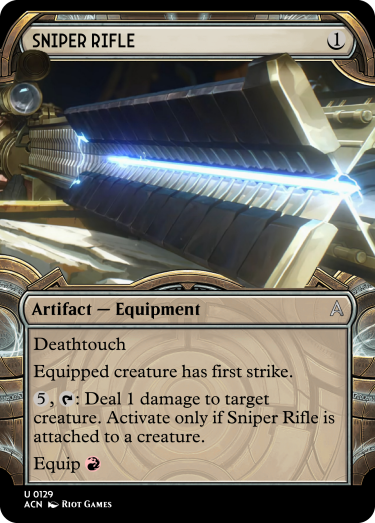 SNIPER RIFLE 1
Artifact — Equipment
Deathtouch
Equipped creature has first strike.
5, T: Deal 1 damage to target
creature. Activate only if Sniper Rifle is
attached to a creature.
Equip
U 0129
ACN RIOT GAMES